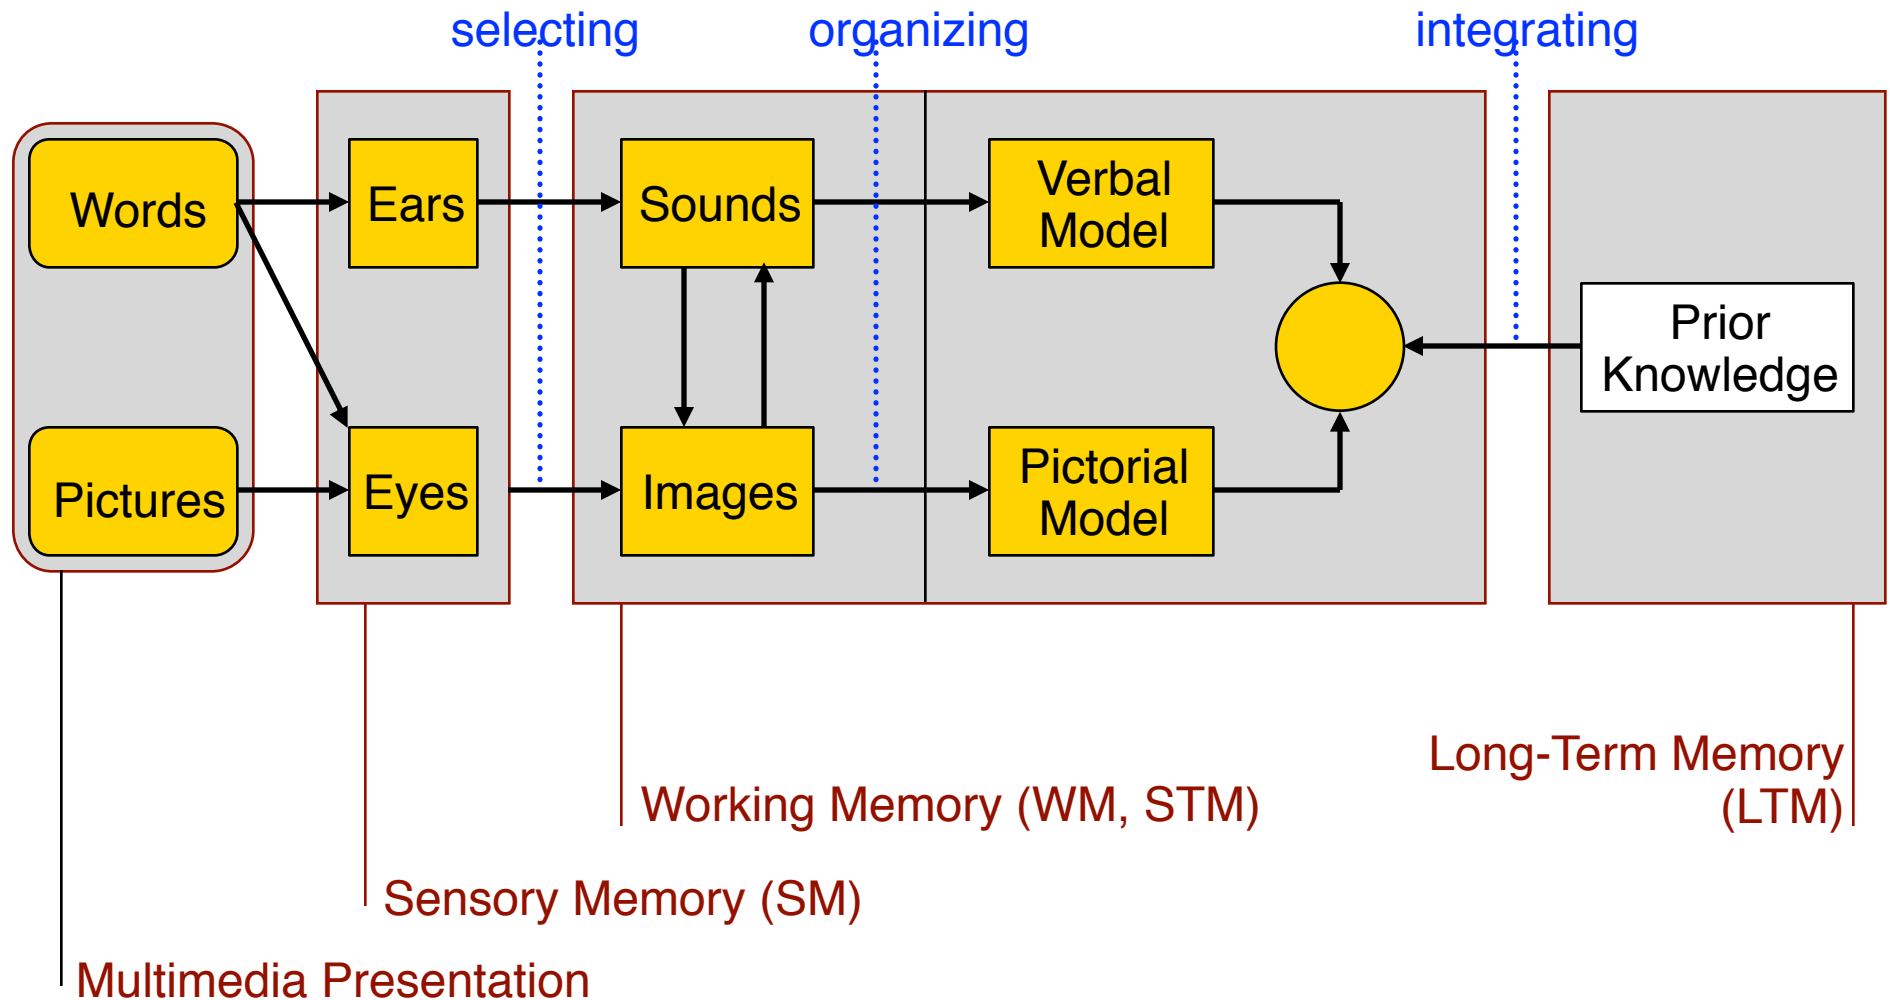 selecting
organizing
integrating
Words
Ears
Sounds
Verbal
Model
Prior
Knowledge
Pictures
Eyes
Images
Pictorial
Model
Long-Term Memory
(LTM)
Working Memory (WM, STM)
Sensory Memory (SM)
Multimedia Presentation